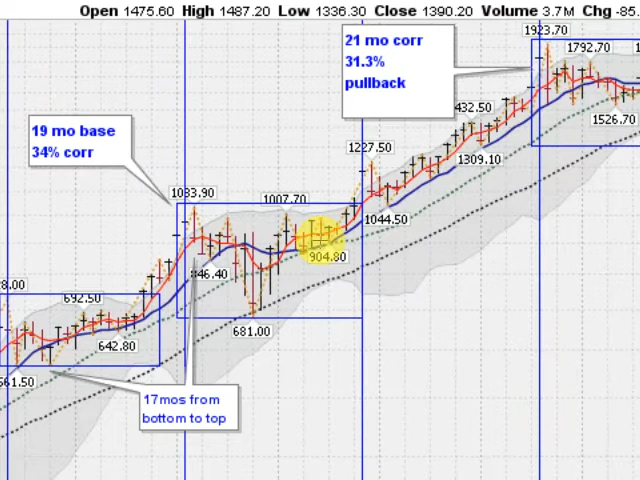 Open 1475.60 High 1487.20 Low 1336.30 Close 1390.20 Volume 3.7M Chg -85.
1923.70
21 mo corr
31.3%
pullback
1792.70
1526.70
432.50
1309.10
19 mo base
34% corr
1227.50
1033.90
1007.70
1044.50
904.80
846.40
681.00
692.50
642.80
561.50
17mos from
bottom to top